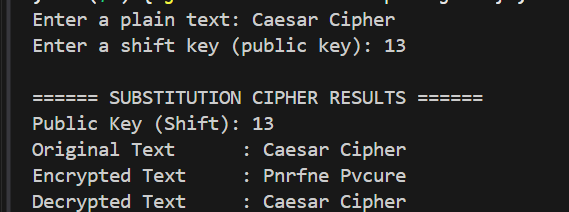 Enter a plain text: Caesar Cipher
Enter a shift key (public key): 13
====== SUBSTITUTION CIPHER RESULTS ======
Public Key (Shift): 13
Original Text      : Caesar Cipher
Encrypted Text     : Pnrfne Pvcure
Decrypted Text     : Caesar Cipher